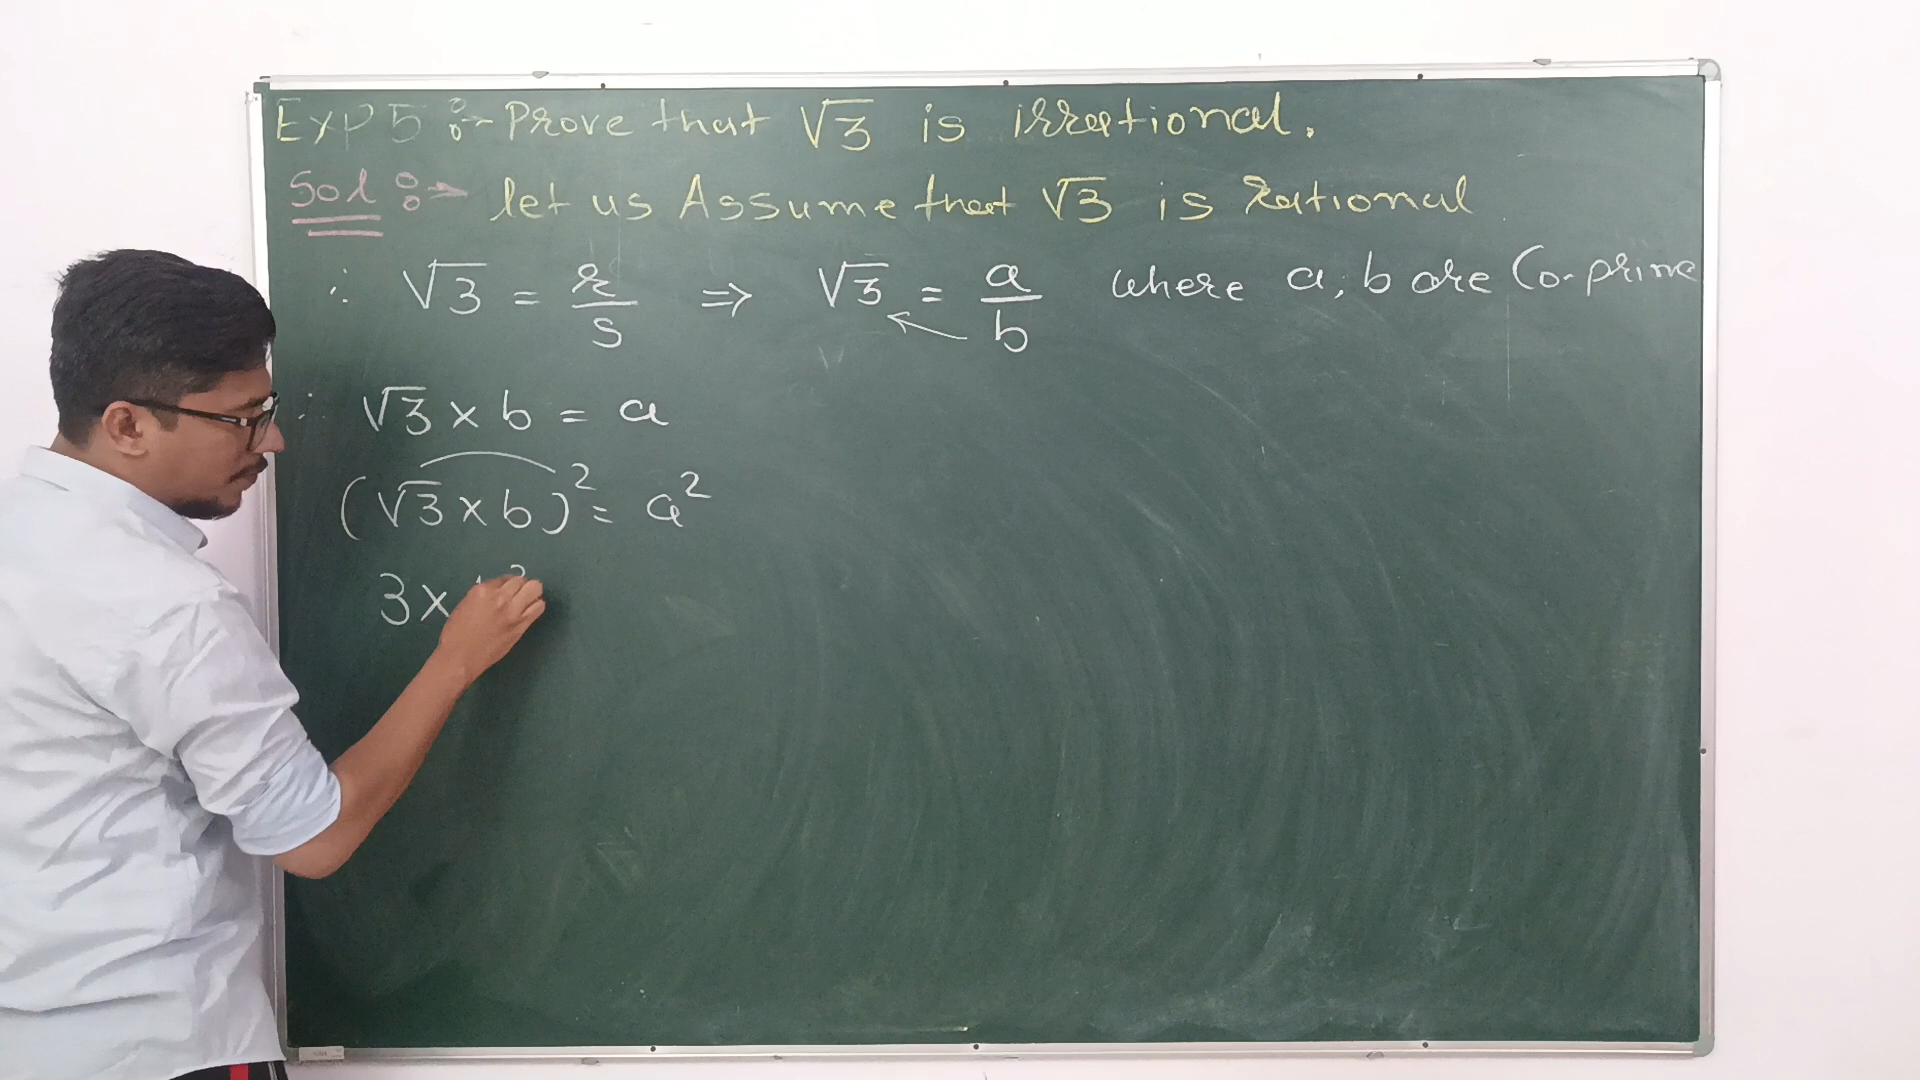 Exp 5 :- Prove that √3 is irrational.
Sol :→ let us Assume that √3 is rational
∴ √3 = r/s ⇒ √3 = a/b where a, b are Co-prime
∴ √3 × b = a
(√3 × b)² = a²
3 ×